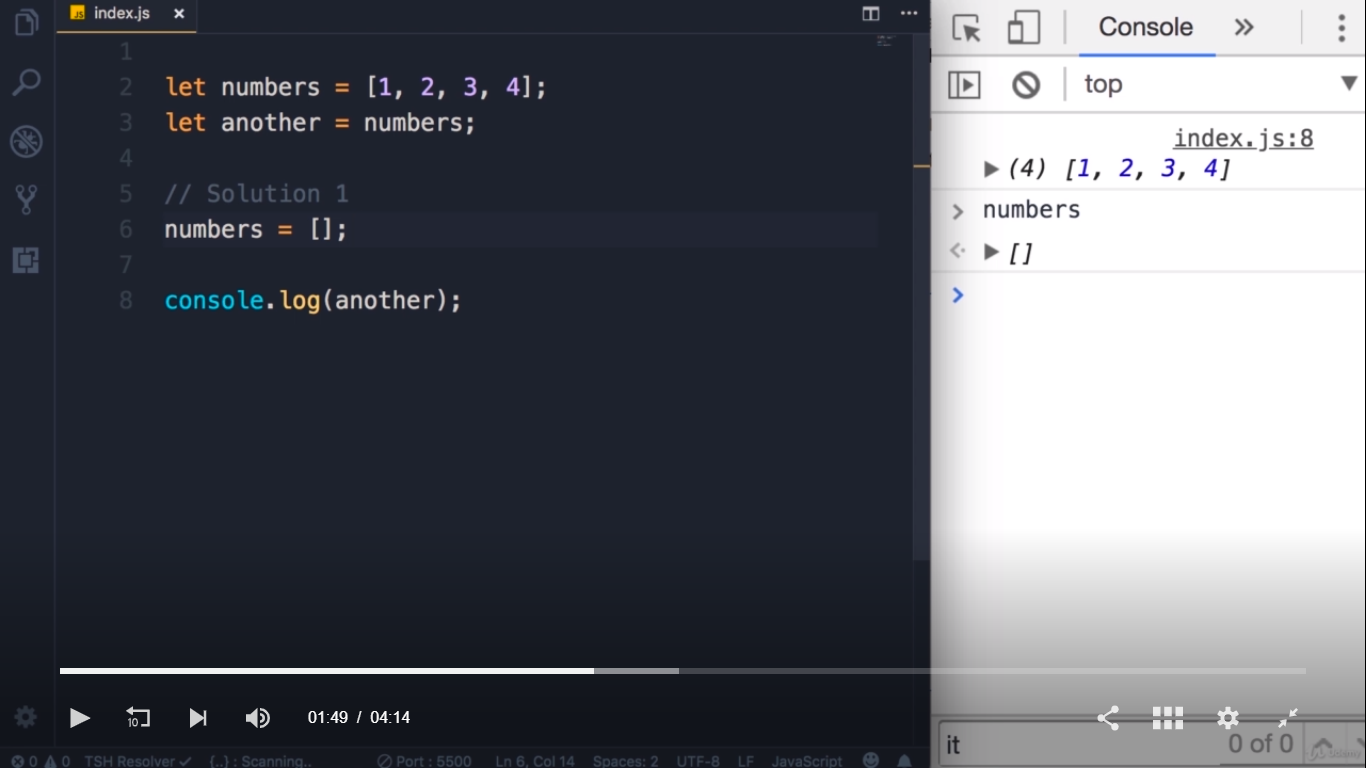 index.js
1
2 let numbers = [1, 2, 3, 4];
3 let another = numbers;
4
5 // Solution 1
6 numbers = [];
7
8 console.log(another);
Console
top
index.js:8
(4) [1, 2, 3, 4]
numbers
[]
10
01:49 / 04:14
it
0 of 0
0 0 TSH Resolver {..} : Scanning.. Port : 5500 Ln 6, Col 14 Spaces: 2 UTF-8 LF JavaScript